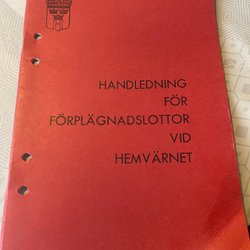 HANDLEDNING
FÖR
FÖRPLÄGNADSLOTTOR
VID
HEMVÄRNET